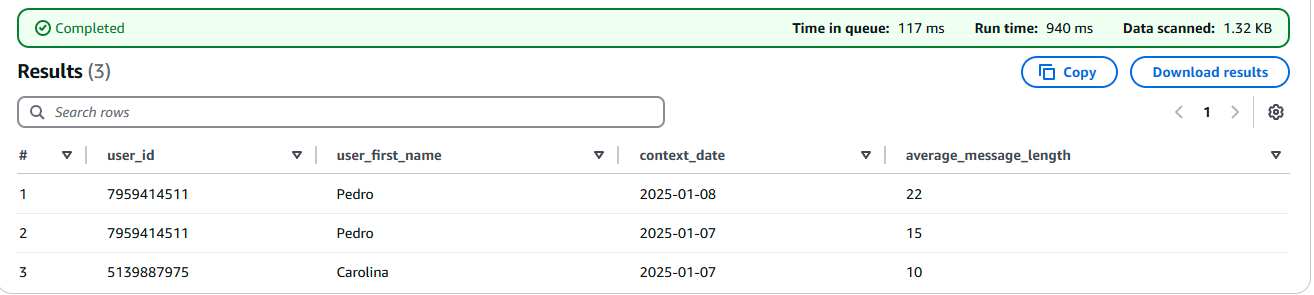 Completed Time in queue: 117 ms Run time: 940 ms Data scanned: 1.32 KB
Results (3) Copy Download results
Search rows 1
# user_id user_first_name context_date average_message_length
1 7959414511 Pedro 2025-01-08 22
2 7959414511 Pedro 2025-01-07 15
3 5139887975 Carolina 2025-01-07 10